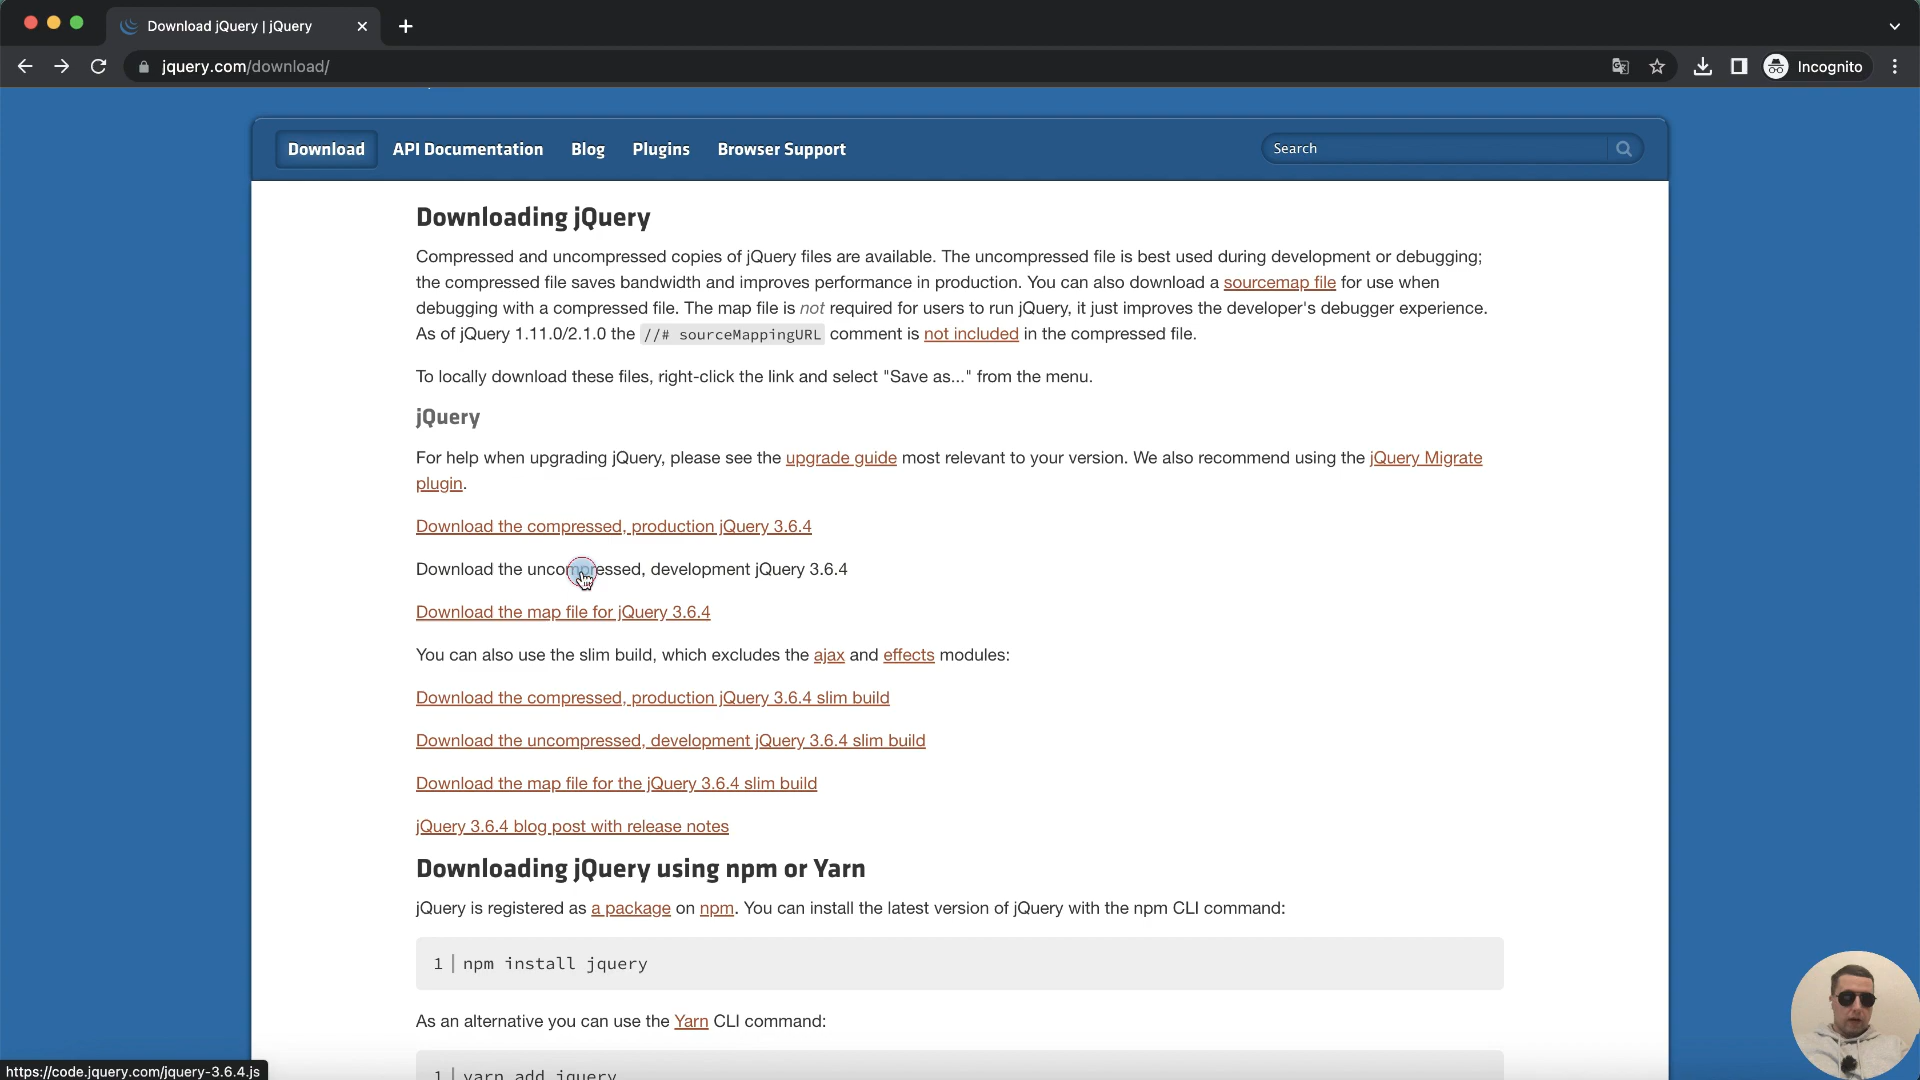 Download jQuery | jQuery
jquery.com/download/
Incognito
Download API Documentation Blog Plugins Browser Support Search
Downloading jQuery
Compressed and uncompressed copies of jQuery files are available. The uncompressed file is best used during development or debugging;
the compressed file saves bandwidth and improves performance in production. You can also download a sourcemap file for use when
debugging with a compressed file. The map file is not required for users to run jQuery, it just improves the developer's debugger experience.
As of jQuery 1.11.0/2.1.0 the //# sourceMappingURL comment is not included in the compressed file.
To locally download these files, right-click the link and select "Save as..." from the menu.
jQuery
For help when upgrading jQuery, please see the upgrade guide most relevant to your version. We also recommend using the jQuery Migrate
plugin.
Download the compressed, production jQuery 3.6.4
Download the uncompressed, development jQuery 3.6.4
Download the map file for jQuery 3.6.4
You can also use the slim build, which excludes the ajax and effects modules:
Download the compressed, production jQuery 3.6.4 slim build
Download the uncompressed, development jQuery 3.6.4 slim build
Download the map file for the jQuery 3.6.4 slim build
jQuery 3.6.4 blog post with release notes
Downloading jQuery using npm or Yarn
jQuery is registered as a package on npm. You can install the latest version of jQuery with the npm CLI command:
1 npm install jquery
As an alternative you can use the Yarn CLI command:
1 yarn add jquery
https://code.jquery.com/jquery-3.6.4.js